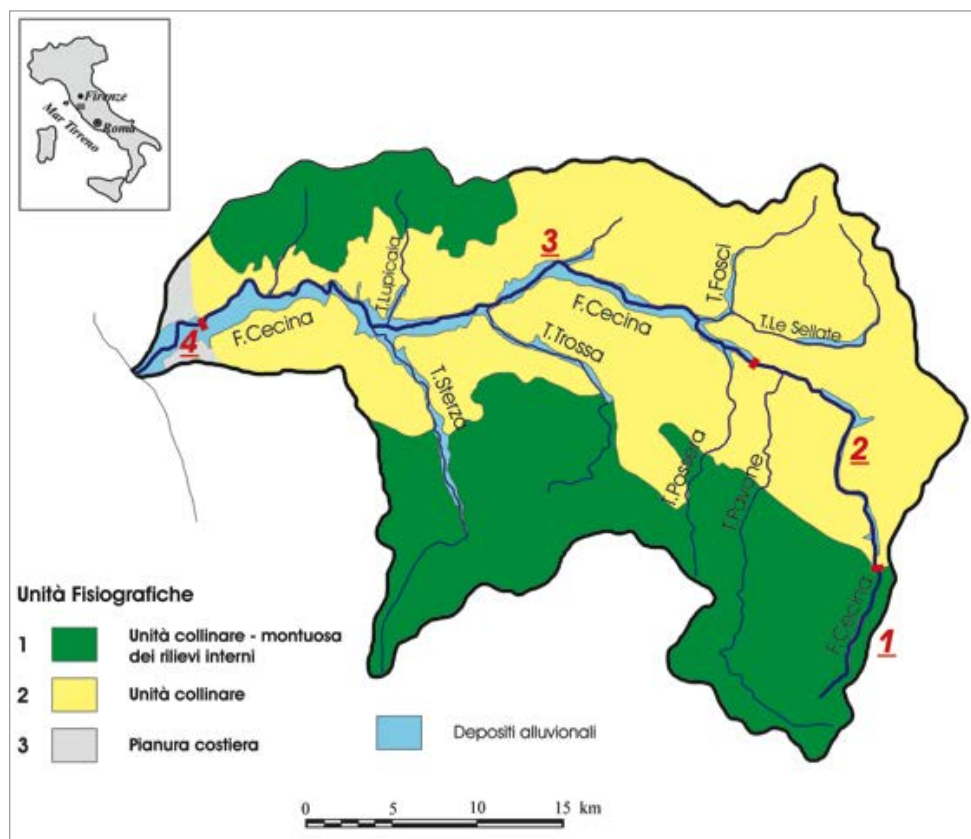 Firenze
Mar Tirreno
Roma
3
T.Lupicaia
T.Fosci
F.Cecina
T.Le Sellate
F.Cecina
4
T.Trossa
T.Sterza
2
T.Possera
T.Pavone
F.Cecina
1
Unità Fisiografiche
1 Unità collinare - montuosa
dei rilievi interni
2 Unità collinare
3 Pianura costiera
Depositi alluvionali
0 5 10 15 km